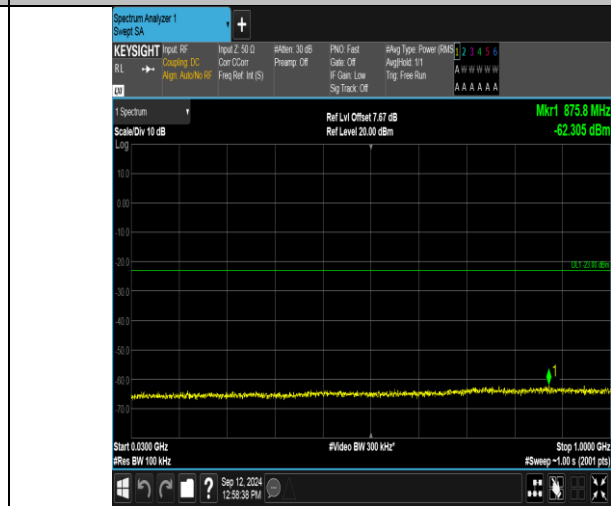 Spectrum Analyzer 1
Swept SA
+
KEYSIGHT Input: RF Input Z: 50 Ω #Atten: 30 dB PNO: Fast #Avg Type: Power (RMS 1 2 3 4 5 6
RL Coupling: DC Corr CCorr Preamp: Off Gate: Off Avg|Hold: 1/1 A W W W W W
Align: Auto/No RF Freq Ref: Int (S) IF Gain: Low Trig: Free Run
LXI Sig Track: Off A A A A A A
1 Spectrum Ref Lvl Offset 7.67 dB Mkr1 875.8 MHz
Scale/Div 10 dB Ref Level 20.00 dBm -62.305 dBm
Log
10.0
0.00
-10.0
-20.0
DL1 -23.00 dBm
-30.0
-40.0
-50.0
1
-60.0
-70.0
Start 0.0300 GHz #Video BW 300 kHz* Stop 1.0000 GHz
#Res BW 100 kHz #Sweep ~1.00 s (2001 pts)
? Sep 12, 2024
12:58:38 PM